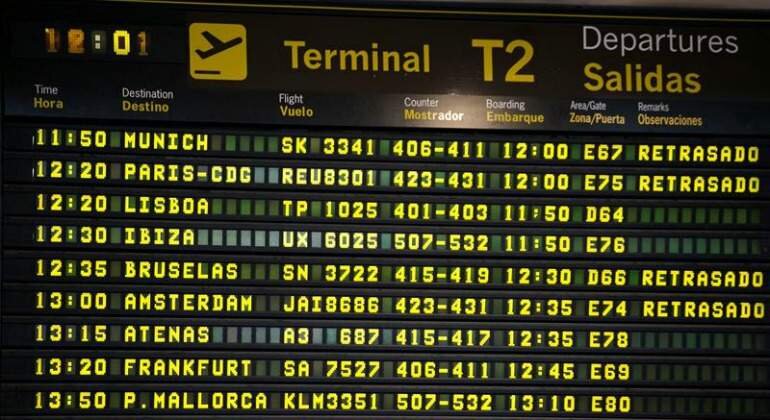 12:01 Terminal T2 Departures
Salidas
Time Destination Flight Counter Boarding Area/Gate Remarks
Hora Destino Vuelo Mostrador Embarque Zona/Puerta Observaciones
11:50 MUNICH SK 3341 406-411 12:00 E67 RETRASADO
12:20 PARIS-CDG REU8301 423-431 12:00 E75 RETRASADO
12:20 LISBOA TP 1025 401-403 11:50 D64
12:30 IBIZA UX 6025 507-532 11:50 E76
12:35 BRUSELAS SN 3722 415-419 12:30 D66 RETRASADO
13:00 AMSTERDAM JAI8686 423-431 12:35 E74 RETRASADO
13:15 ATENAS A3 687 415-417 12:35 E78
13:20 FRANKFURT SA 7527 406-411 12:45 E69
13:50 P.MALLORCA KLM3351 507-532 13:10 E80